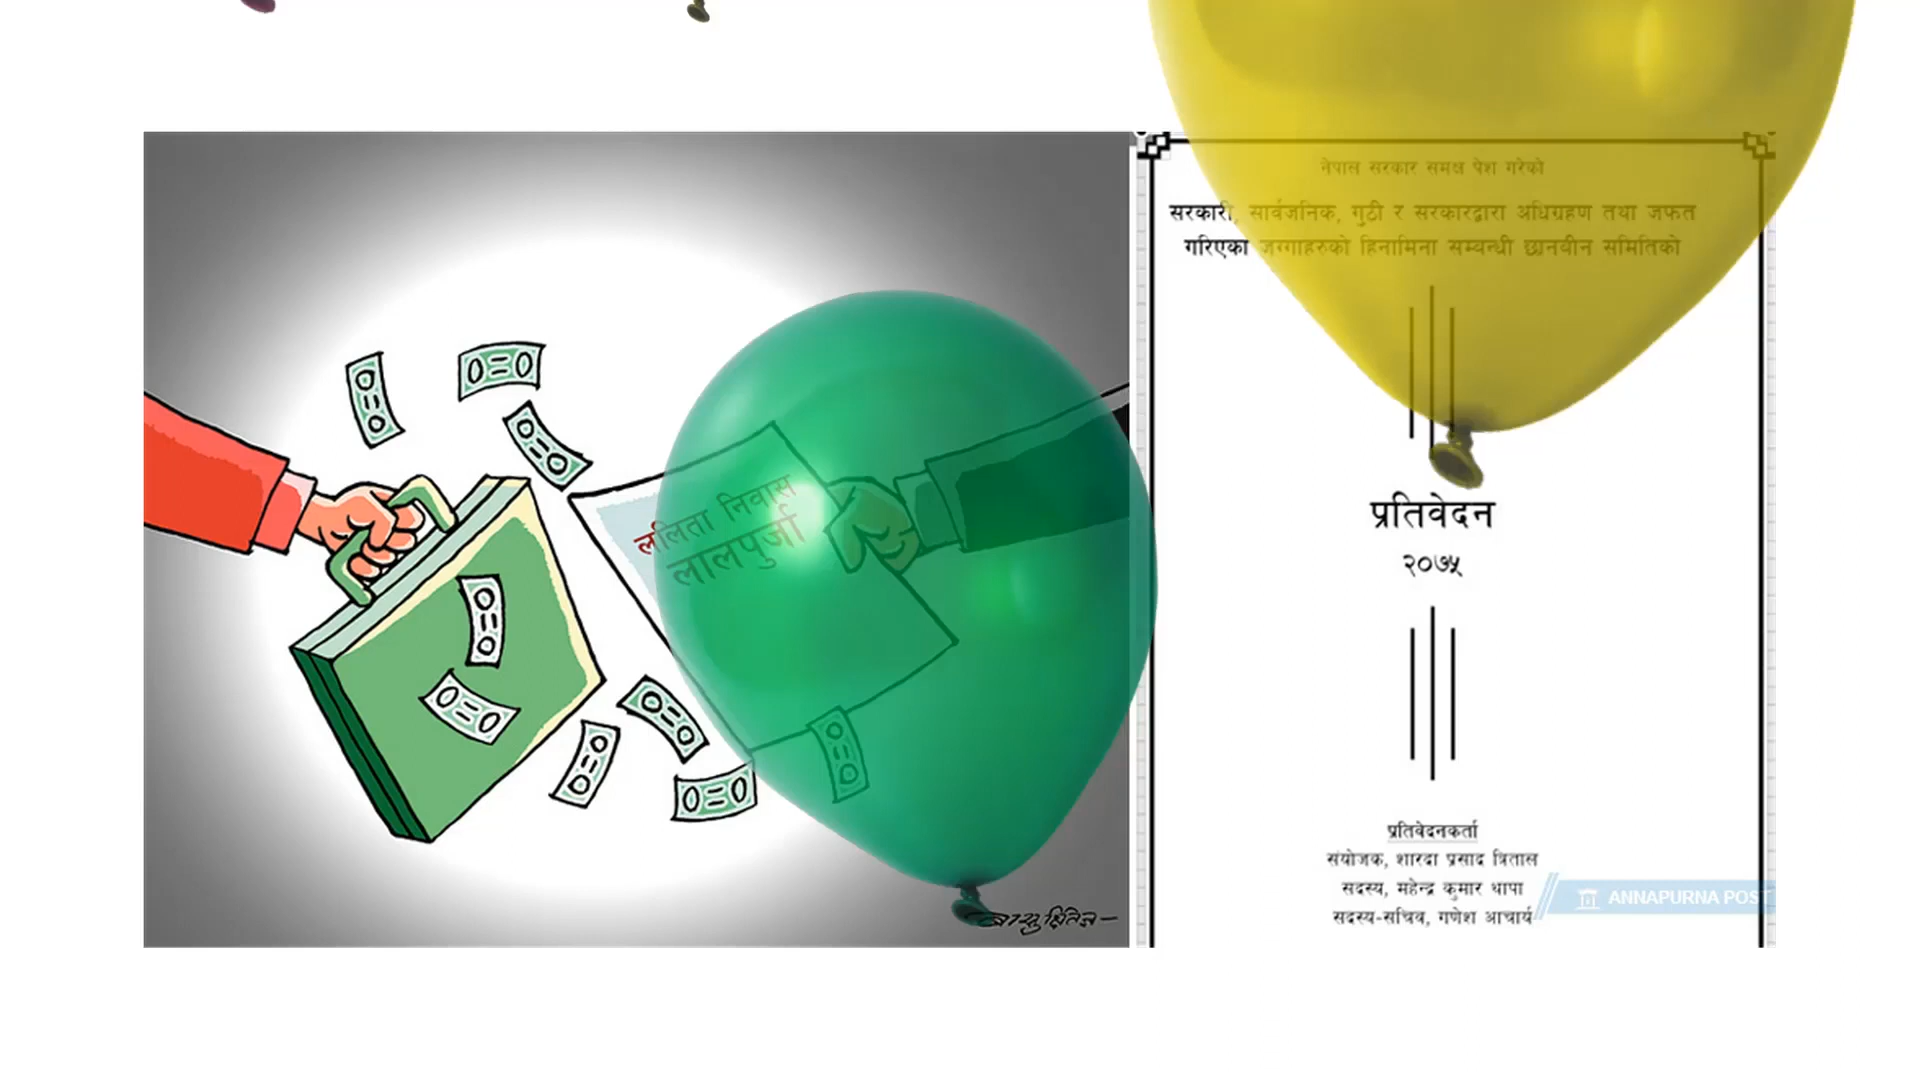 ललिता निवास
लालपुर्जा
नेपाल सरकार समक्ष पेश गरेको
सरकारी, सार्वजनिक, गुठी र सरकारद्वारा अधिग्रहण तथा जफत
गरिएका जग्गाहरुको हिनामिना सम्बन्धी छानबीन समितिको
प्रतिवेदन
२०७५
प्रतिवेदनकर्ता
संयोजक, शारदा प्रसाद त्रिताल
सदस्य, महेन्द्र कुमार थापा
सदस्य-सचिव, गणेश आचार्य
ANNAPURNA POST